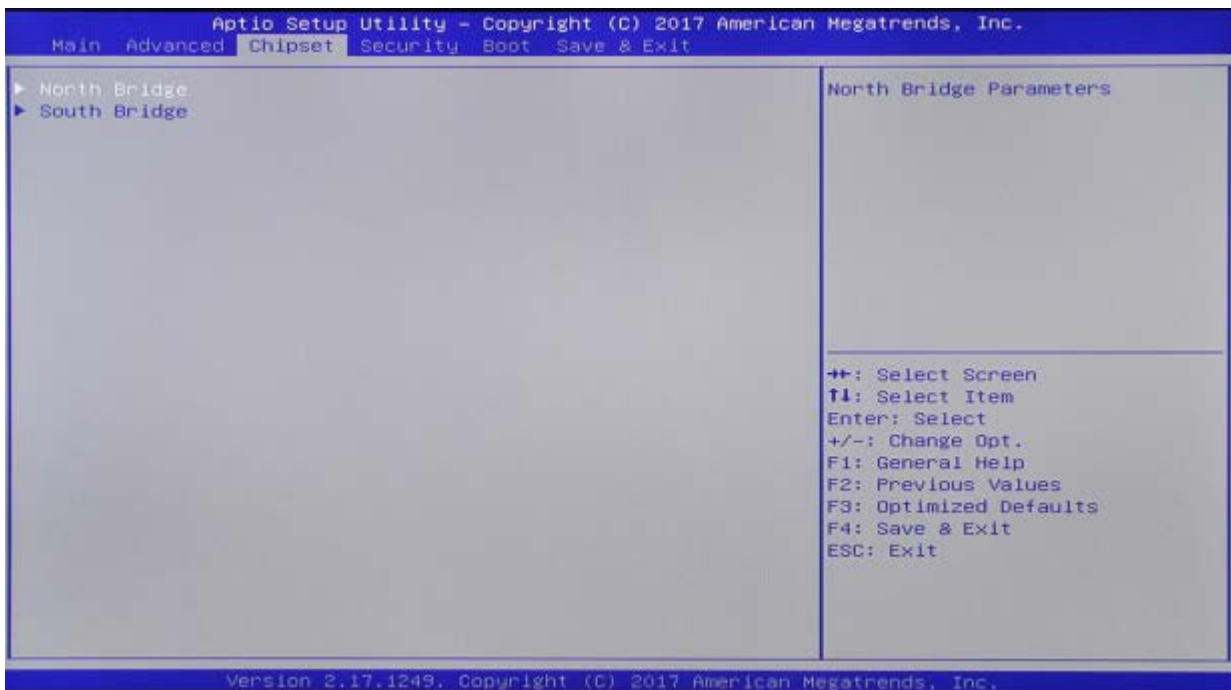 Aptio Setup Utility – Copyright (C) 2017 American Megatrends, Inc.
Main Advanced Chipset Security Boot Save & Exit
▶ North Bridge
▶ South Bridge
North Bridge Parameters
→←: Select Screen
↑↓: Select Item
Enter: Select
+/-: Change Opt.
F1: General Help
F2: Previous Values
F3: Optimized Defaults
F4: Save & Exit
ESC: Exit
Version 2.17.1249. Copyright (C) 2017 American Megatrends, Inc.